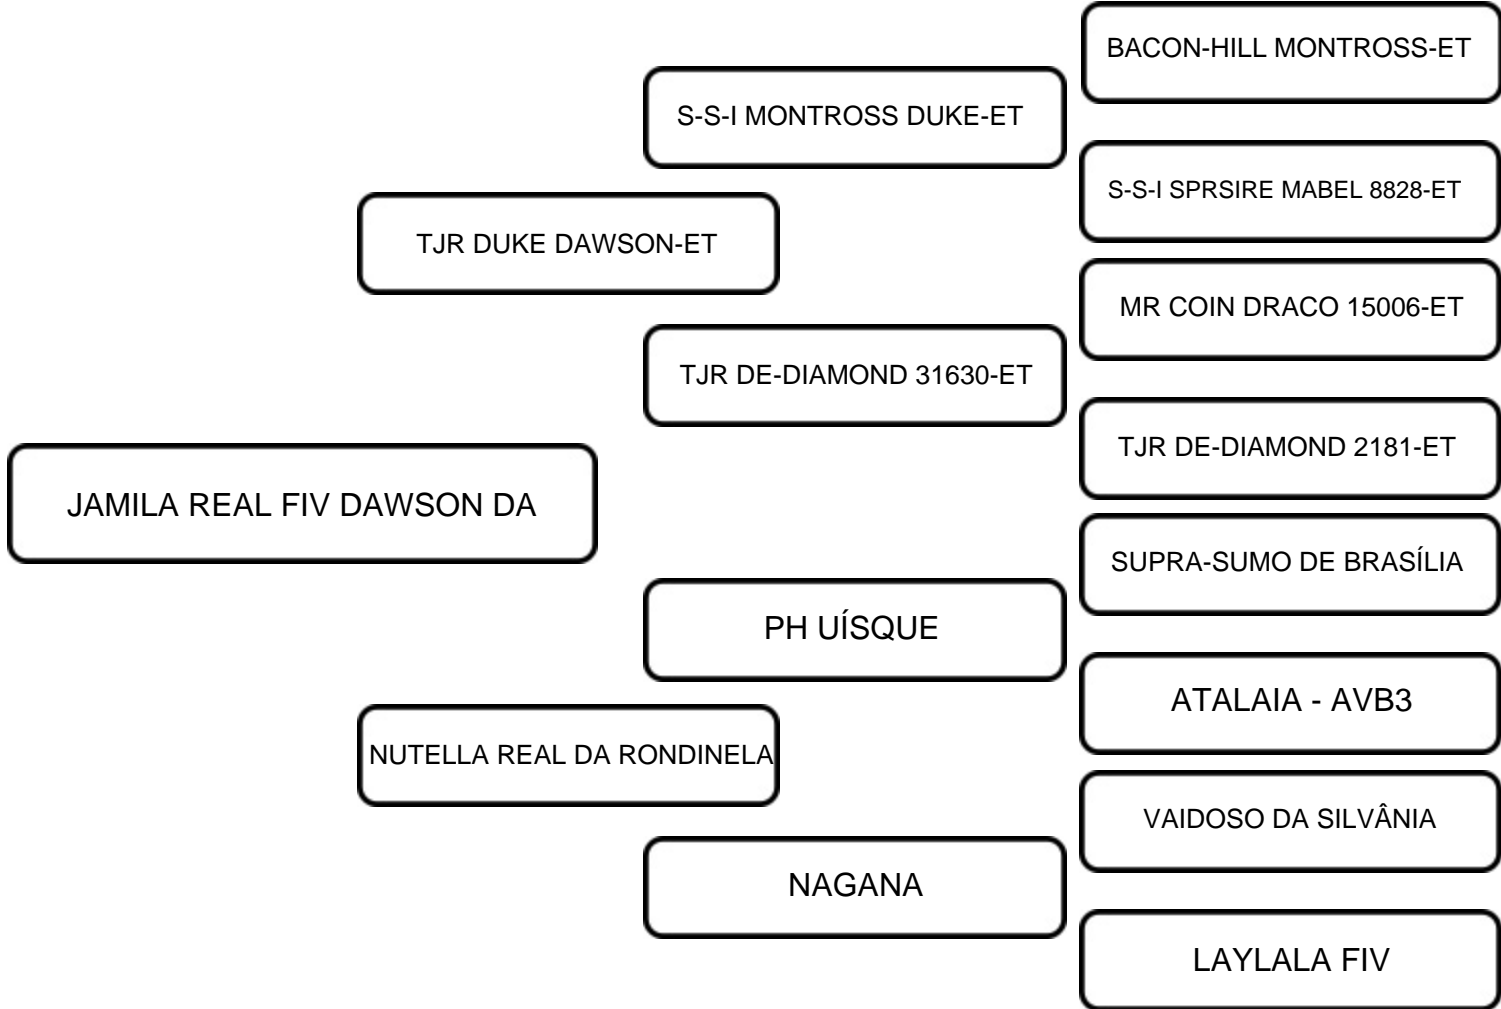 BACON-HILL MONTROSS-ET
S-S-I MONTROSS DUKE-ET
S-S-I SPRSIRE MABEL 8828-ET
TJR DUKE DAWSON-ET
MR COIN DRACO 15006-ET
TJR DE-DIAMOND 31630-ET
TJR DE-DIAMOND 2181-ET
JAMILA REAL FIV DAWSON DA
SUPRA-SUMO DE BRASÍLIA
PH UÍSQUE
ATALAIA - AVB3
NUTELLA REAL DA RONDINELA
VAIDOSO DA SILVÂNIA
NAGANA
LAYLALA FIV